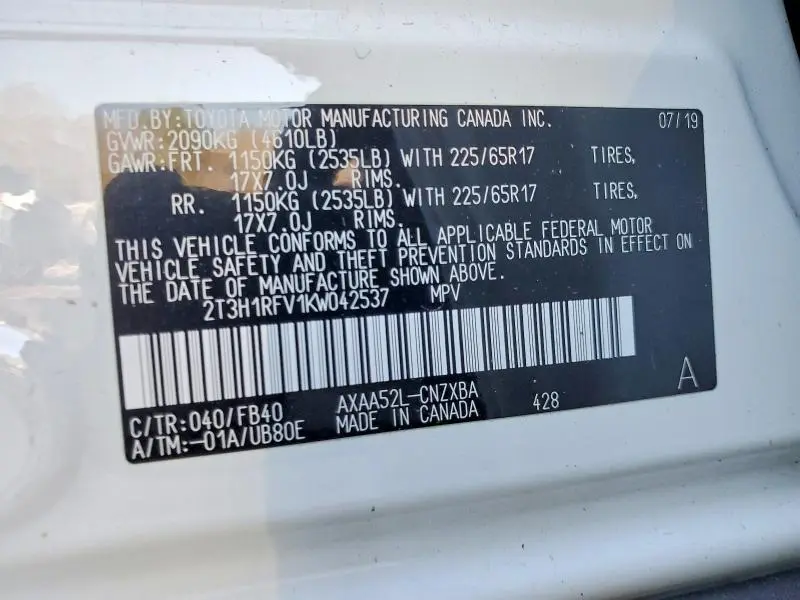 MFD.BY:TOYOTA MOTOR MANUFACTURING CANADA INC. 07/19
GVWR:2090KG (4610LB)
GAWR:FRT. 1150KG (2535LB) WITH 225/65R17 TIRES,
17X7.0J RIMS.
RR. 1150KG (2535LB) WITH 225/65R17 TIRES,
17X7.0J RIMS.
THIS VEHICLE CONFORMS TO ALL APPLICABLE FEDERAL MOTOR
VEHICLE SAFETY AND THEFT PREVENTION STANDARDS IN EFFECT ON
THE DATE OF MANUFACTURE SHOWN ABOVE.
2T3H1RFV1KW042537 MPV
A
C/TR:040/FB40 AXAA52L-CNZXBA 428
A/TM:-01A/UB80E MADE IN CANADA